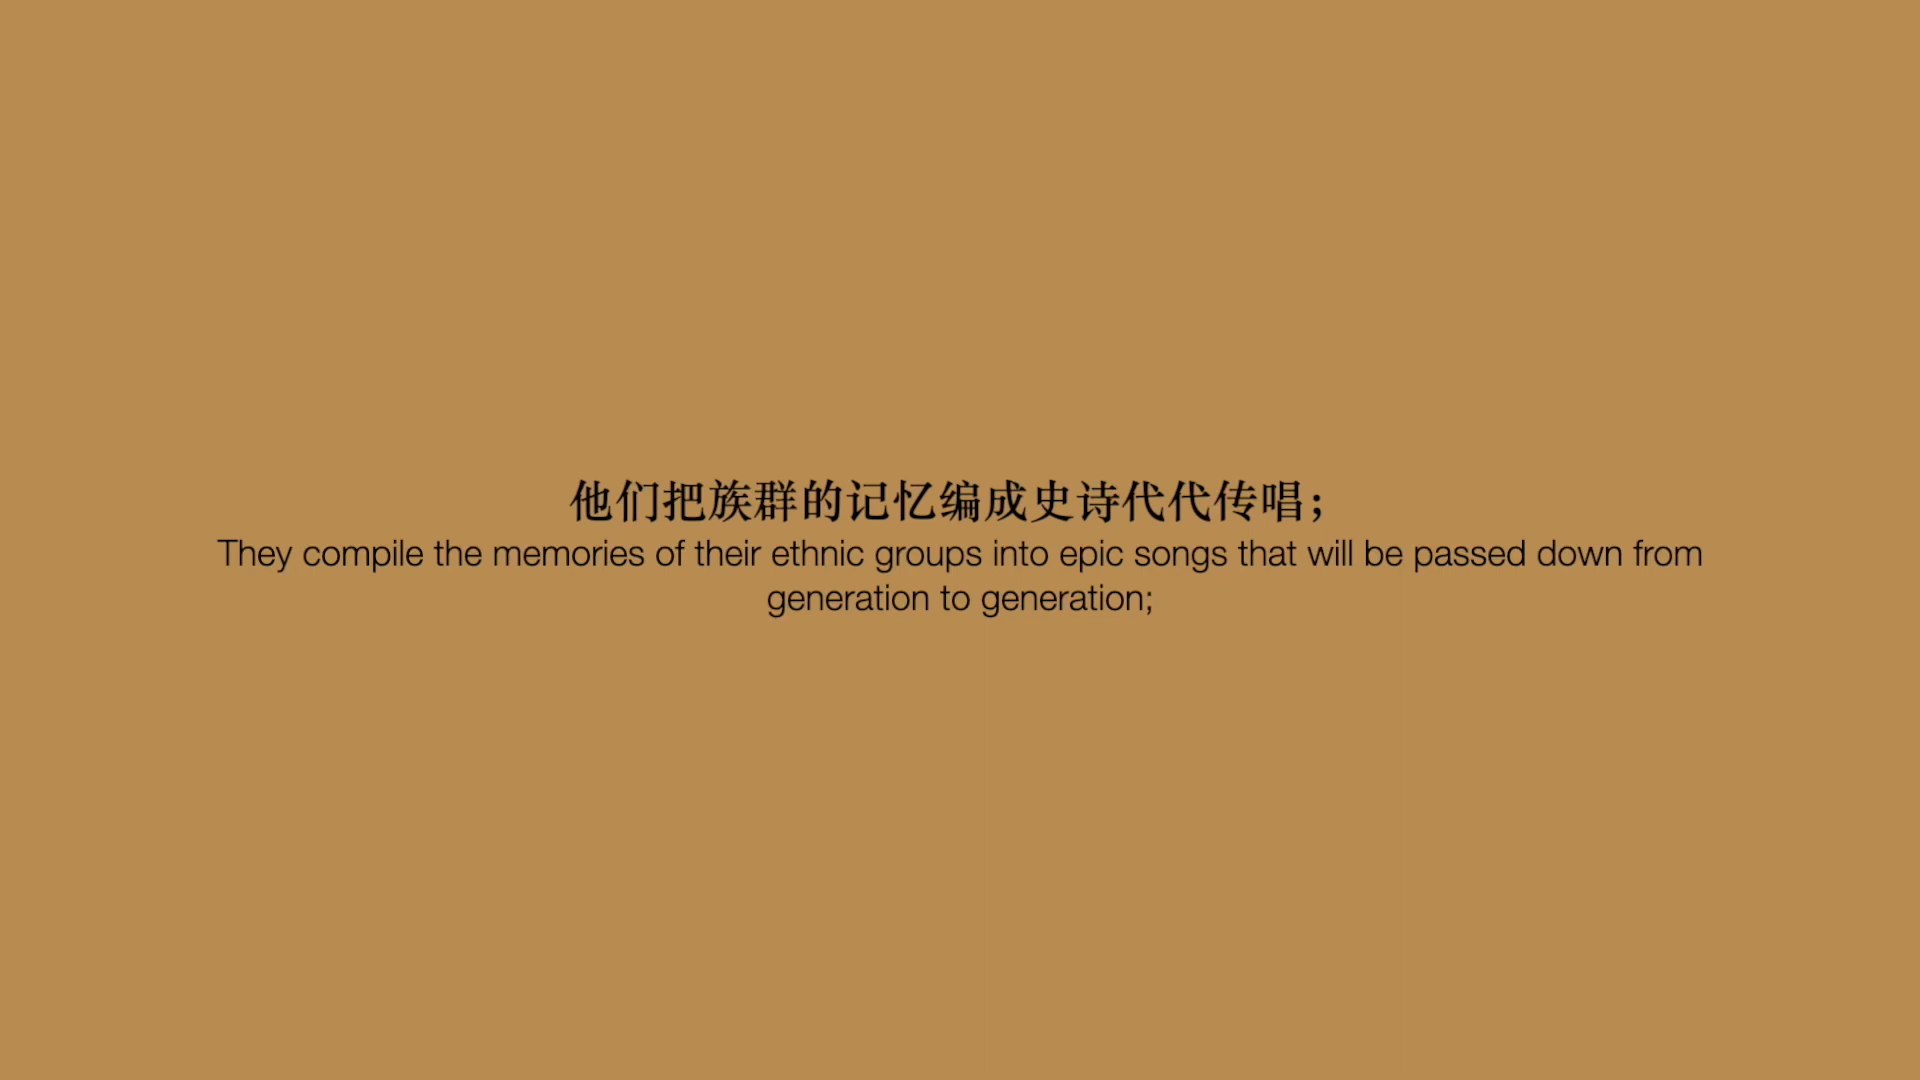 他们把族群的记忆编成史诗代代传唱；
They compile the memories of their ethnic groups into epic songs that will be passed down from
generation to generation;